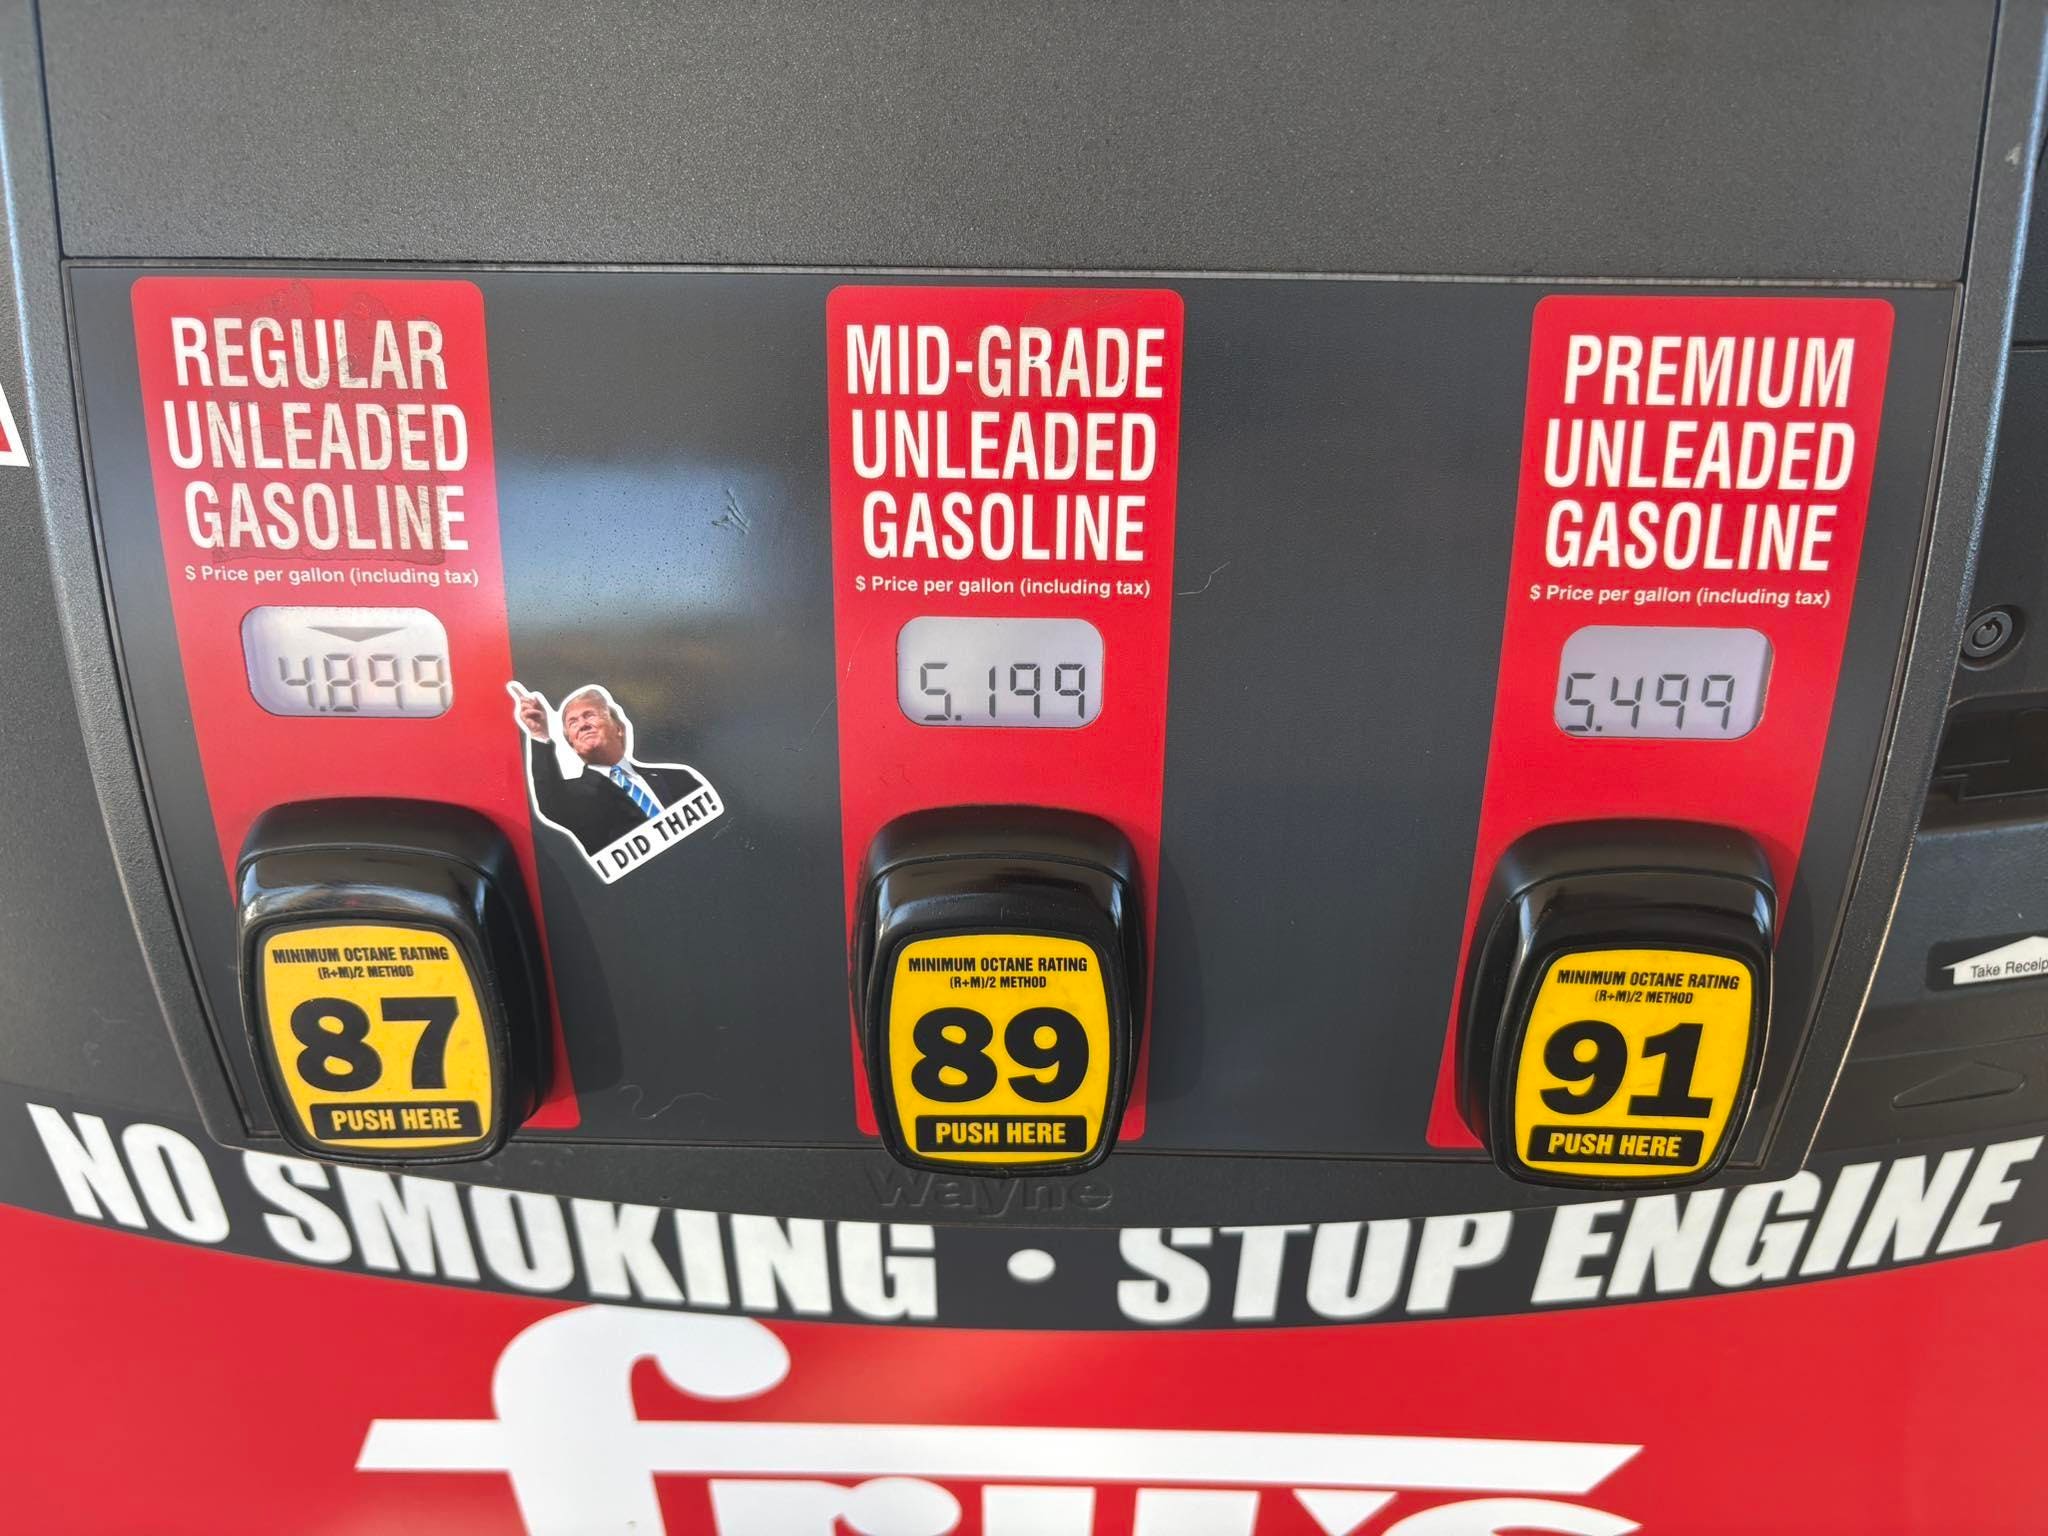 REGULAR
UNLEADED
GASOLINE
$ Price per gallon (including tax)
4.899
I DID THAT!
MINIMUM OCTANE RATING
(R+M)/2 METHOD
87
PUSH HERE
MID-GRADE
UNLEADED
GASOLINE
$ Price per gallon (including tax)
5.199
MINIMUM OCTANE RATING
(R+M)/2 METHOD
89
PUSH HERE
PREMIUM
UNLEADED
GASOLINE
$ Price per gallon (including tax)
5.499
MINIMUM OCTANE RATING
(R+M)/2 METHOD
91
PUSH HERE
Take Receip
wayne
NO SMOKING • STOP ENGINE
fry's